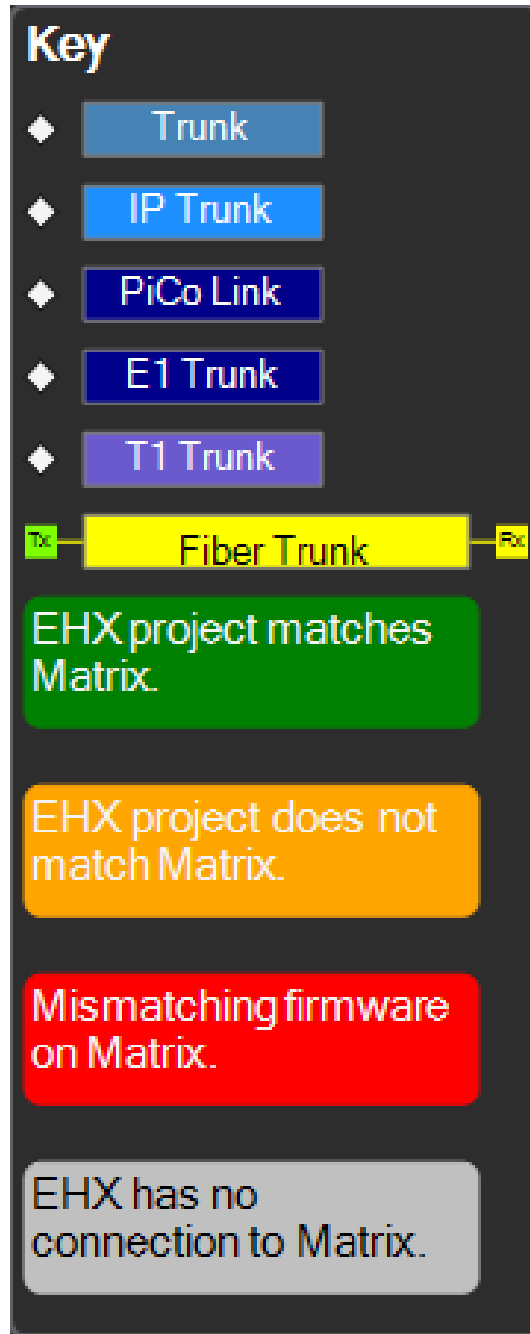 Key
Trunk
IP Trunk
PiCo Link
E1 Trunk
T1 Trunk
Tx Fiber Trunk Rx
EHX project matches
Matrix.
EHX project does not
match Matrix.
Mismatching firmware
on Matrix.
EHX has no
connection to Matrix.